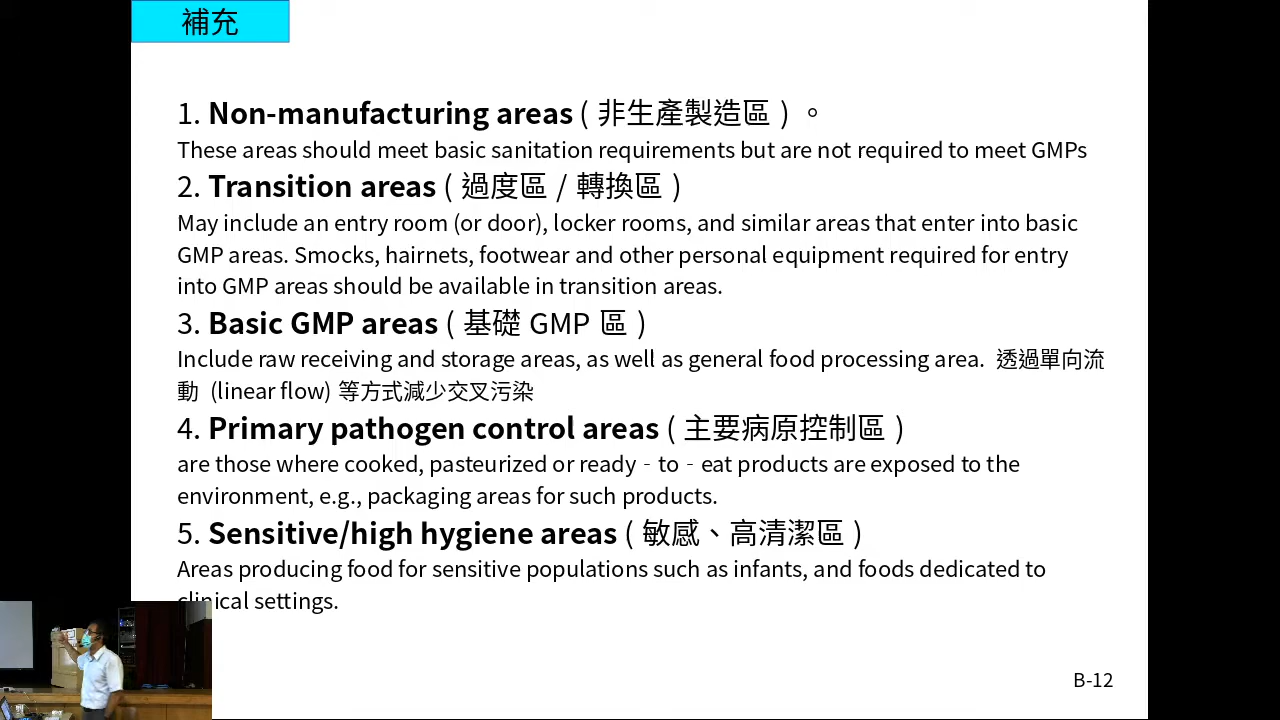 補充
1. Non-manufacturing areas ( 非生產製造區 ) 。
These areas should meet basic sanitation requirements but are not required to meet GMPs
2. Transition areas ( 過度區 / 轉換區 )
May include an entry room (or door), locker rooms, and similar areas that enter into basic
GMP areas. Smocks, hairnets, footwear and other personal equipment required for entry
into GMP areas should be available in transition areas.
3. Basic GMP areas ( 基礎 GMP 區 )
Include raw receiving and storage areas, as well as general food processing area. 透過單向流
動 (linear flow) 等方式減少交叉污染
4. Primary pathogen control areas ( 主要病原控制區 )
are those where cooked, pasteurized or ready‐to‐eat products are exposed to the
environment, e.g., packaging areas for such products.
5. Sensitive/high hygiene areas ( 敏感、高清潔區 )
Areas producing food for sensitive populations such as infants, and foods dedicated to
clinical settings.
B-12